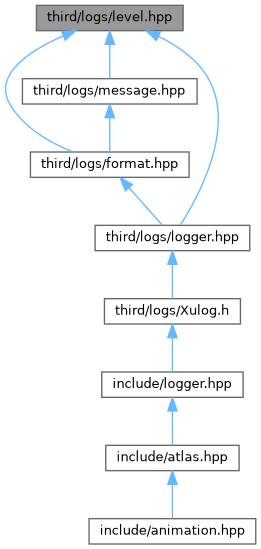 third/logs/level.hpp
third/logs/message.hpp
third/logs/format.hpp
third/logs/logger.hpp
third/logs/Xulog.h
include/logger.hpp
include/atlas.hpp
include/animation.hpp